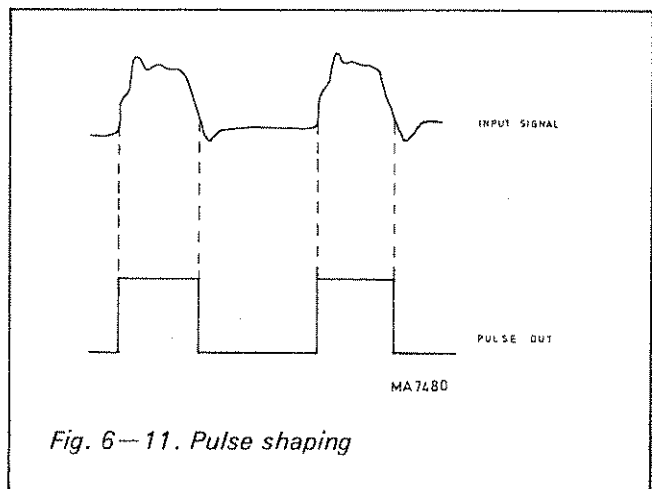 INPUT SIGNAL
PULSE OUT
MA7480
Fig. 6—11. Pulse shaping